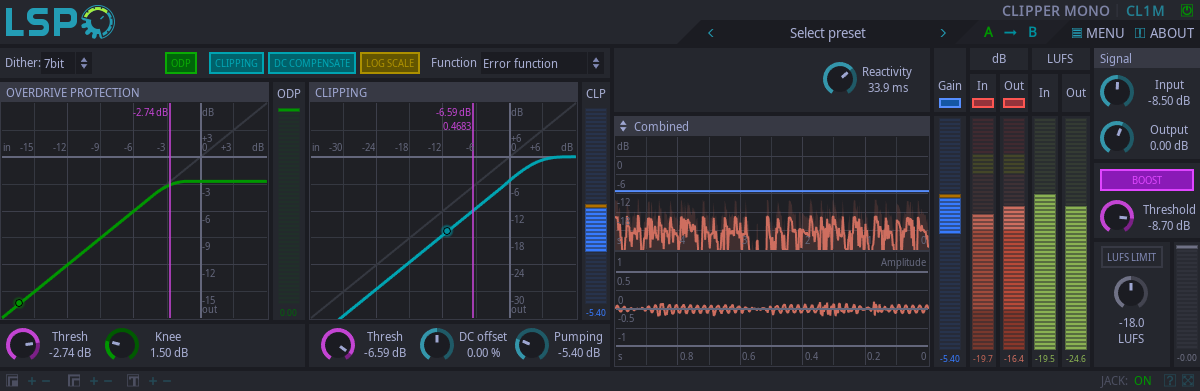 LSP
CLIPPER MONO CL1M
Select preset
A → B
MENU ABOUT
Dither: 7bit
ODP CLIPPING DC COMPENSATE LOG SCALE
Function Error function
Reactivity
33.9 ms
dB LUFS
Gain In Out In Out
Signal
Input
-8.50 dB
Output
0.00 dB
BOOST
Threshold
-8.70 dB
LUFS LIMIT
-18.0
LUFS
-0.00
OVERDRIVE PROTECTION ODP
-2.74 dB dB
+3
in -15 -12 -9 -6 -3 0 +3 dB
-3
-6
-9
-12
-15
out
0.00
CLIPPING CLP
-6.59 dB dB
0.4683 +6
in -30 -24 -18 -12 -6 0 +6 dB
-12
-18
-24
-30
out
-5.40
Combined
dB
0
-6
-12
Amplitude
1
0.5
0
-0.5
-1
s 0.8 0.6 0.4 0.2 0
-5.40 -19.7 -16.4 -19.5 -24.6
Thresh
-2.74 dB
Knee
1.50 dB
Thresh
-6.59 dB
DC offset
0.00 %
Pumping
-5.40 dB
JACK: ON